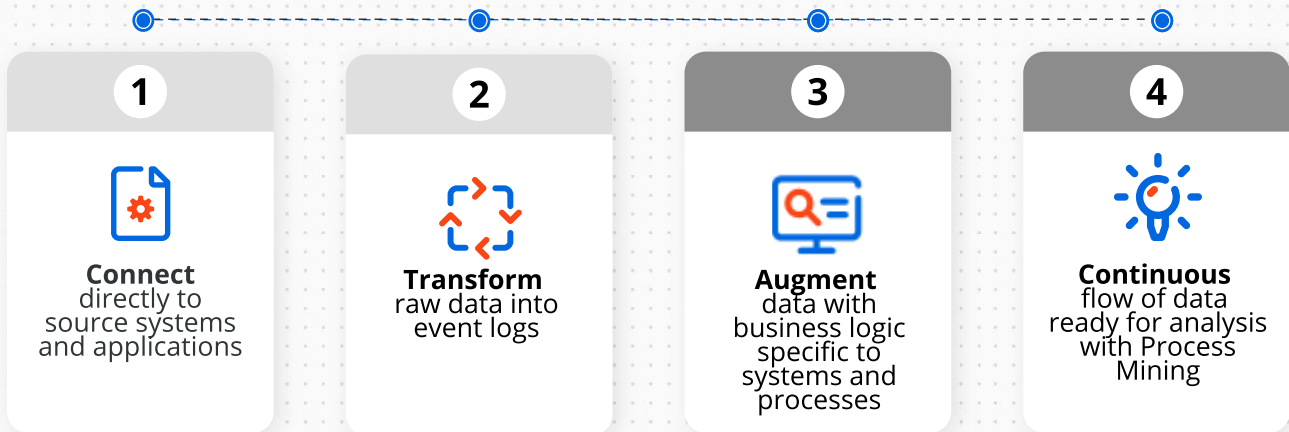 1
Connect
directly to
source systems
and applications
2
Transform
raw data into
event logs
3
Augment
data with
business logic
specific to
systems and
processes
4
Continuous
flow of data
ready for analysis
with Process
Mining